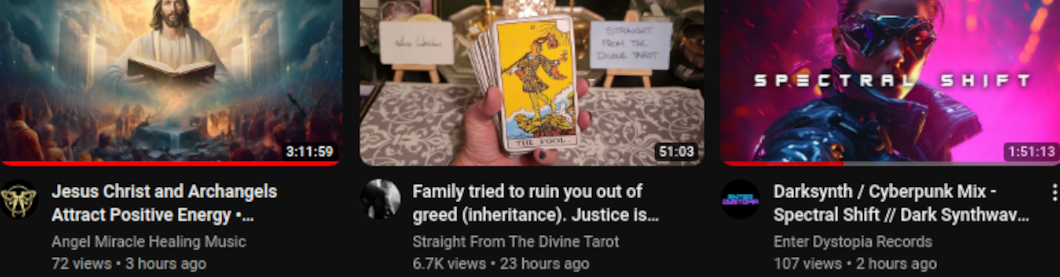 STRAIGHT
FROM THE
DIVINE TAROT
THE FOOL.
SPECTRAL SHIFT
3:11:59
51:03
1:51:13
Jesus Christ and Archangels
Attract Positive Energy •...
Angel Miracle Healing Music
72 views • 3 hours ago
Family tried to ruin you out of
greed (inheritance). Justice is...
Straight From The Divine Tarot
6.7K views • 23 hours ago
ENTER
DYSTOPIA
Darksynth / Cyberpunk Mix -
Spectral Shift // Dark Synthwav...
Enter Dystopia Records
107 views • 2 hours ago